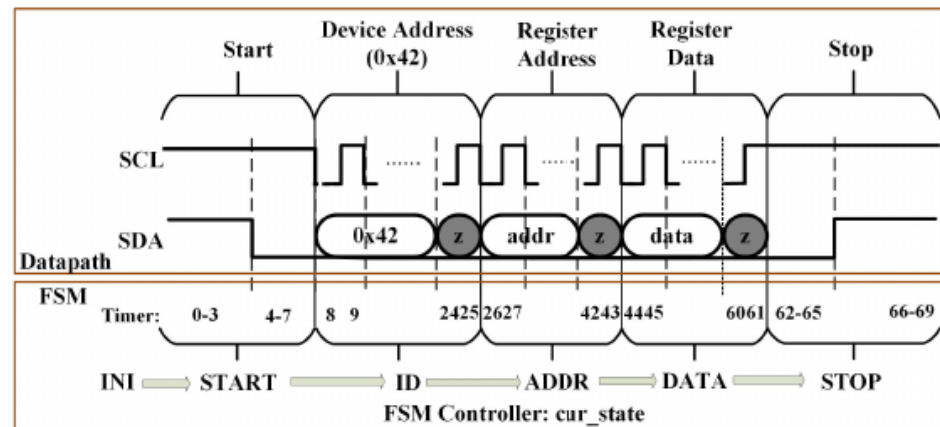 Start Device Address (0x42) Register Address Register Data Stop
SCL ...... ...... ......
SDA 0x42 z addr z data z
Datapath
FSM
Timer: 0-3 4-7 8 9 2425 2627 4243 4445 6061 62-65 66-69
INI START ID ADDR DATA STOP
FSM Controller: cur_state